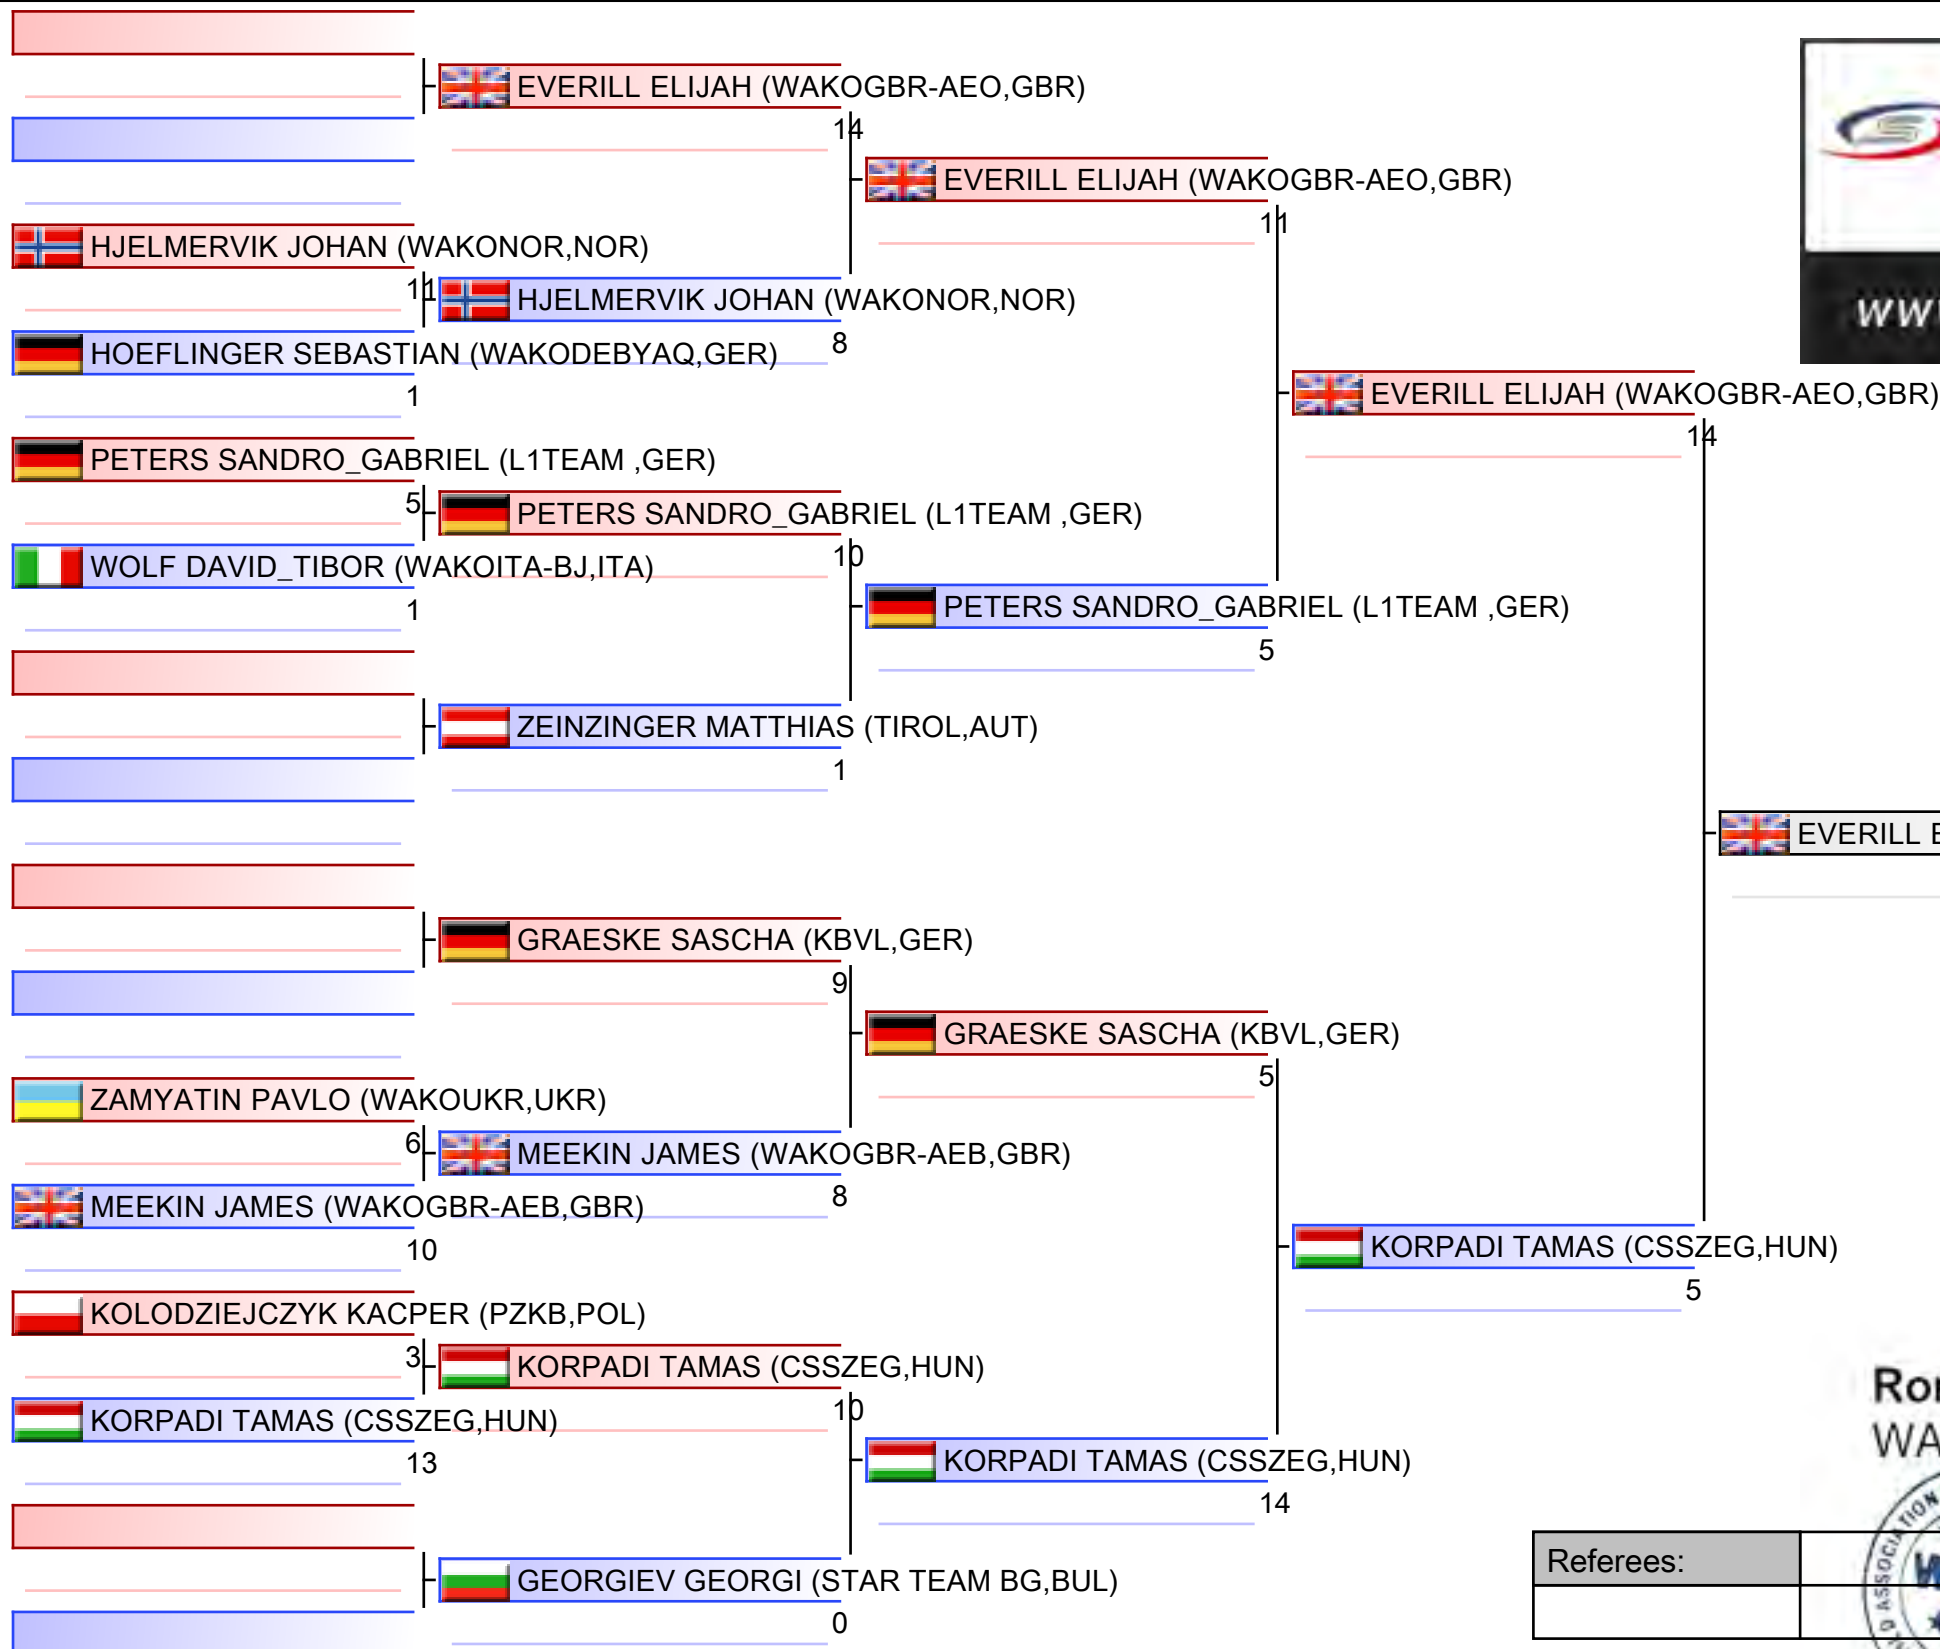 EVERILL ELIJAH (WAKOGBR-AEO,GBR)
14
EVERILL ELIJAH (WAKOGBR-AEO,GBR)
11
HJELMERVIK JOHAN (WAKONOR,NOR)
11
HJELMERVIK JOHAN (WAKONOR,NOR)
8
HOEFLINGER SEBASTIAN (WAKODEBYAQ,GER)
1
EVERILL ELIJAH (WAKOGBR-AEO,GBR)
14
PETERS SANDRO_GABRIEL (L1TEAM ,GER)
5
PETERS SANDRO_GABRIEL (L1TEAM ,GER)
10
WOLF DAVID_TIBOR (WAKOITA-BJ,ITA)
1
PETERS SANDRO_GABRIEL (L1TEAM ,GER)
5
ZEINZINGER MATTHIAS (TIROL,AUT)
1
EVERILL E
GRAESKE SASCHA (KBVL,GER)
9
GRAESKE SASCHA (KBVL,GER)
5
ZAMYATIN PAVLO (WAKOUKR,UKR)
6
MEEKIN JAMES (WAKOGBR-AEB,GBR)
8
MEEKIN JAMES (WAKOGBR-AEB,GBR)
10
KORPADI TAMAS (CSSZEG,HUN)
5
KOLODZIEJCZYK KACPER (PZKB,POL)
3
KORPADI TAMAS (CSSZEG,HUN)
10
KORPADI TAMAS (CSSZEG,HUN)
13
KORPADI TAMAS (CSSZEG,HUN)
14
GEORGIEV GEORGI (STAR TEAM BG,BUL)
0
Referees: